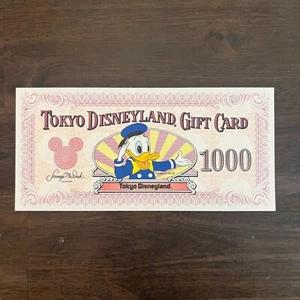 TOKYO DISNEYLAND GIFT CARD
1000
Tokyo Disneyland